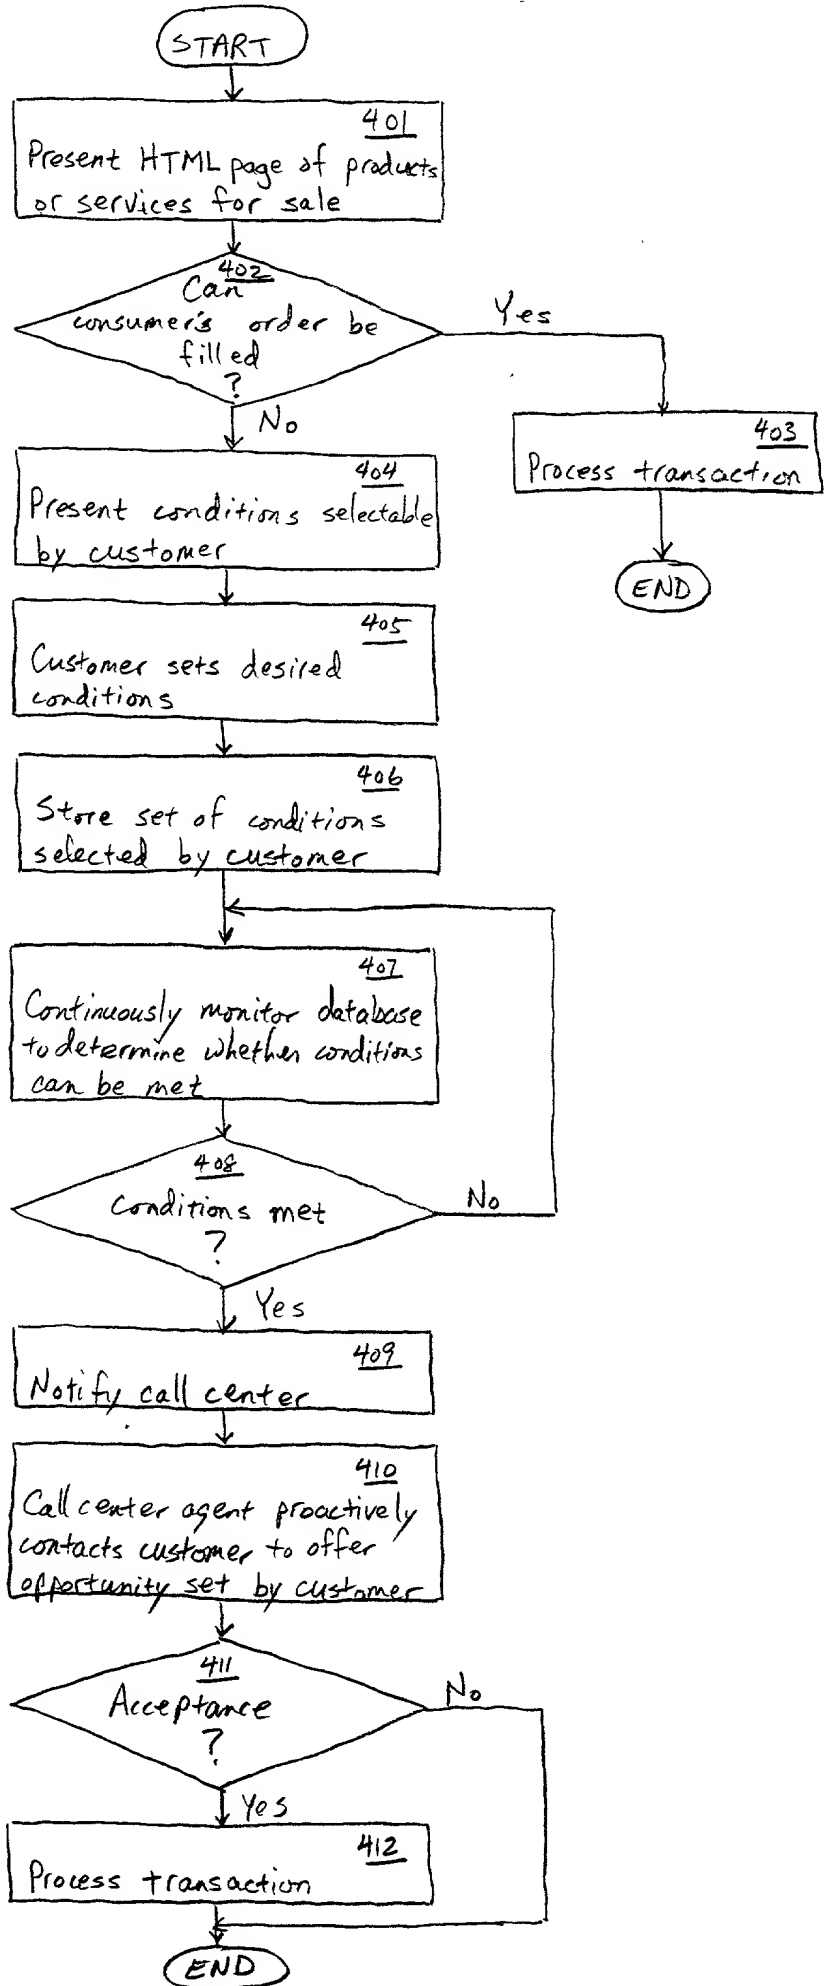 START
401
Present HTML page of products
or services for sale
402
Can
consumer's order be
filled
?
Yes
No
403
Process transaction
END
404
Present conditions selectable
by customer
405
Customer sets desired
conditions
406
Store set of conditions
selected by customer
407
Continuously monitor database
to determine whether conditions
can be met
408
Conditions met
?
No
Yes
409
Notify call center
410
Call center agent proactively
contacts customer to offer
opportunity set by customer
411
Acceptance
?
No
Yes
412
Process transaction
END